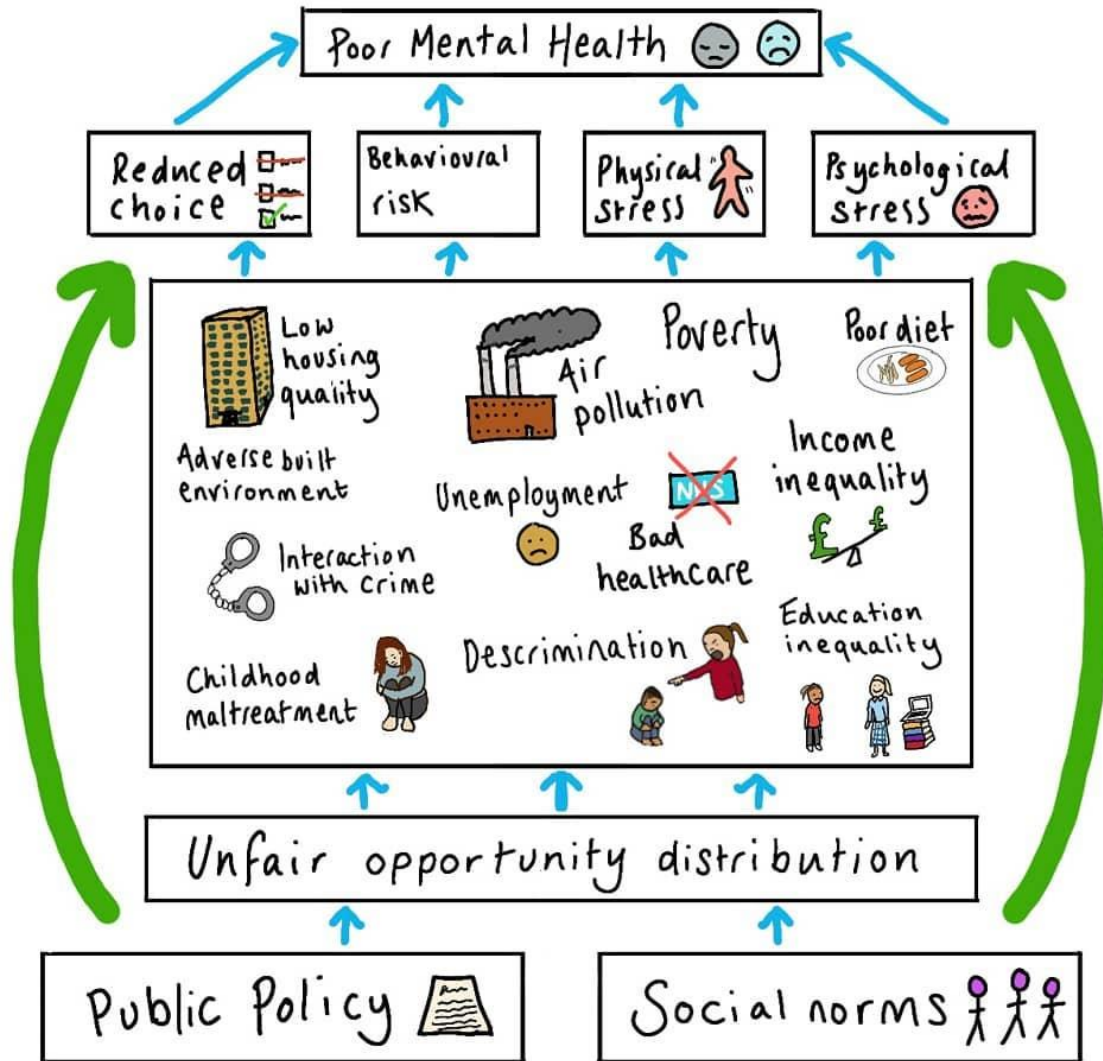 Poor Mental Health
Reduced
choice
Behavioural
risk
Physical
stress
Psychological
stress
Low
housing
quality
Air
pollution
Poverty
Poor diet
Adverse built
environment
Unemployment
NHS
Income
inequality
Interaction
with crime
Bad
healthcare
££
Childhood
maltreatment
Descrimination
Education
inequality
Unfair opportunity distribution
Public Policy
Social norms